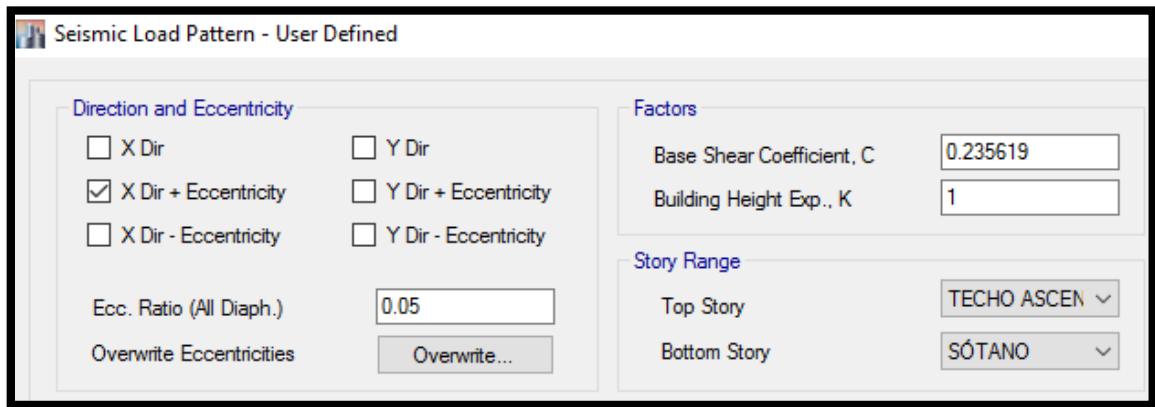 Seismic Load Pattern - User Defined
Direction and Eccentricity
X Dir
Y Dir
X Dir + Eccentricity
Y Dir + Eccentricity
X Dir - Eccentricity
Y Dir - Eccentricity
Ecc. Ratio (All Diaph.)
0.05
Overwrite Eccentricities
Overwrite...
Factors
Base Shear Coefficient, C
0.235619
Building Height Exp., K
1
Story Range
Top Story
TECHO ASCEN
Bottom Story
SÓTANO